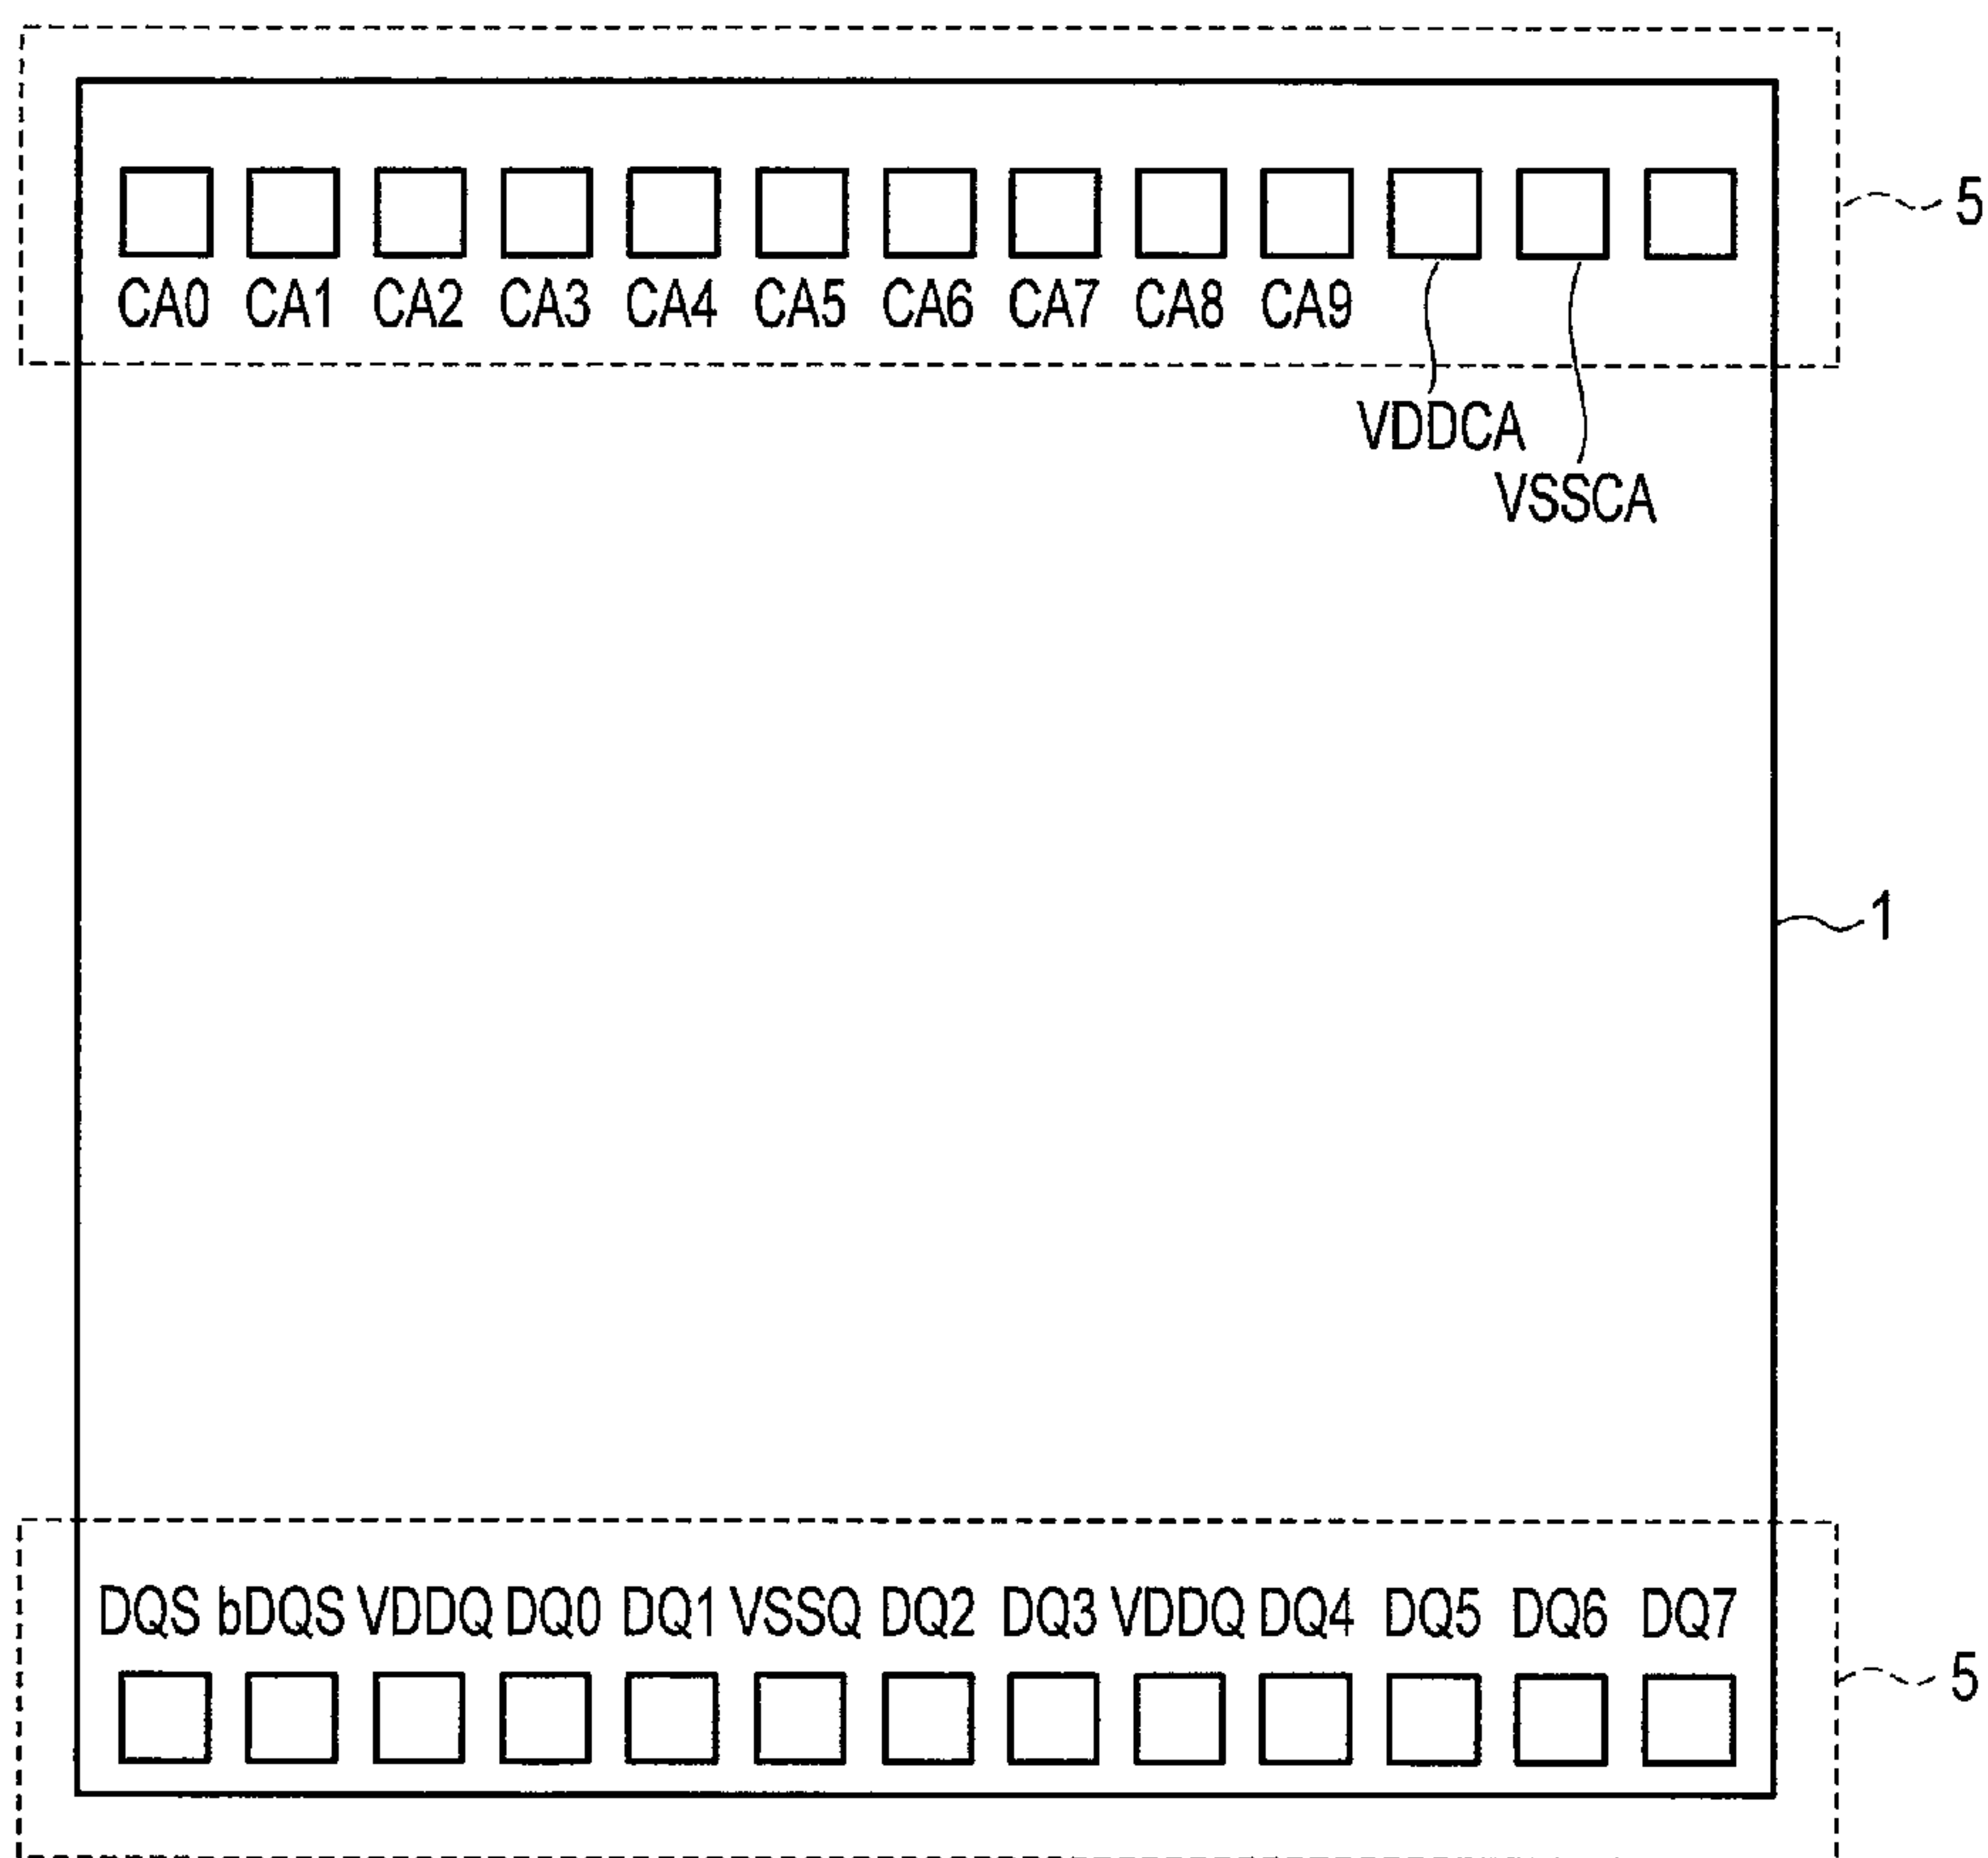 5
CA0 CA1 CA2 CA3 CA4 CA5 CA6 CA7 CA8 CA9
VDDCA
VSSCA
1
DQS bDQS VDDQ DQ0 DQ1 VSSQ DQ2 DQ3 VDDQ DQ4 DQ5 DQ6 DQ7
5